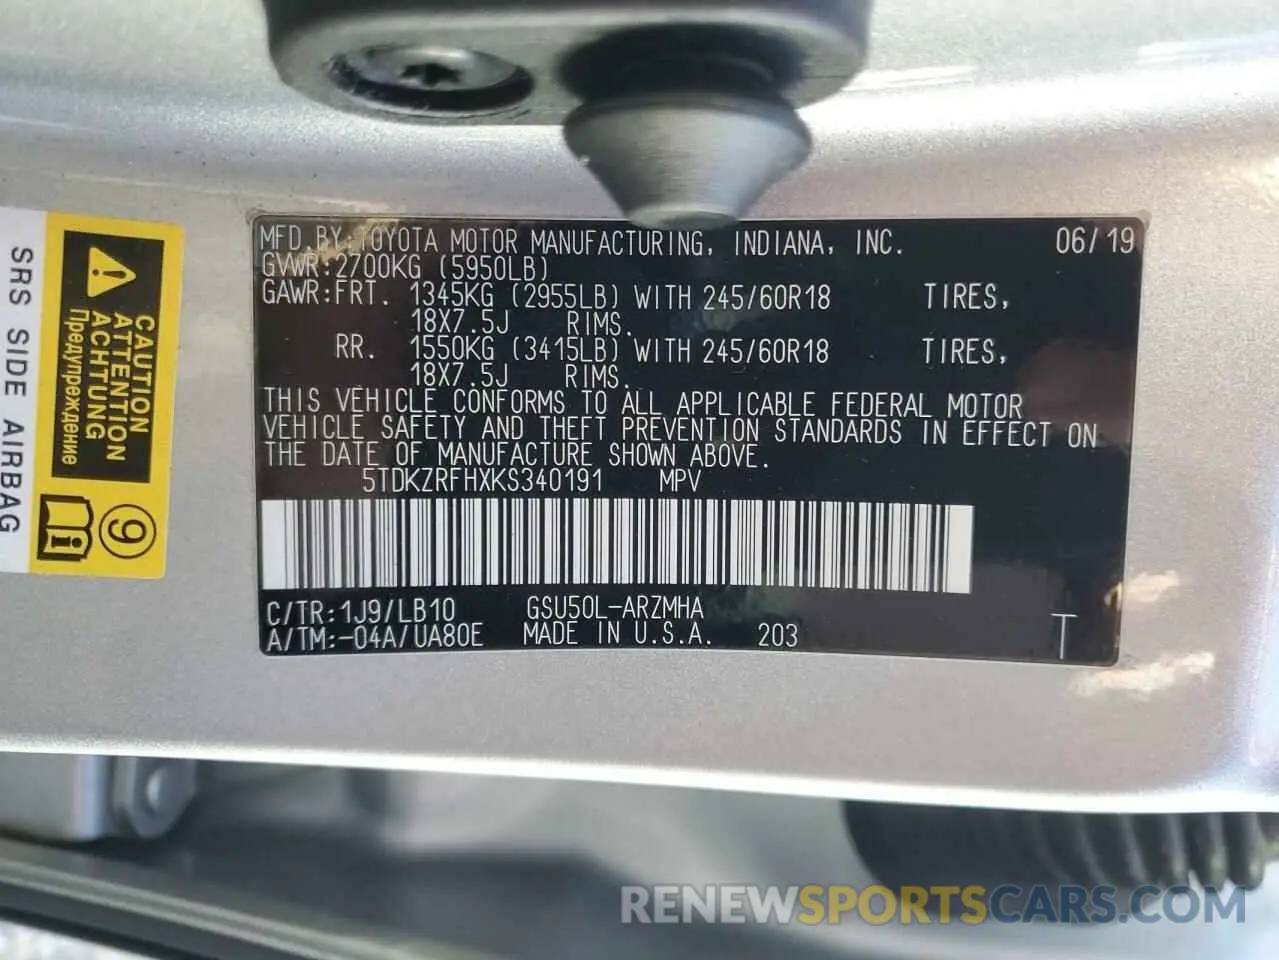 MFD.BY:TOYOTA MOTOR MANUFACTURING, INDIANA, INC. 06/19
GVWR:2700KG (5950LB)
GAWR:FRT. 1345KG (2955LB) WITH 245/60R18 TIRES,
18X7.5J RIMS.
RR. 1550KG (3415LB) WITH 245/60R18 TIRES,
18X7.5J RIMS.
THIS VEHICLE CONFORMS TO ALL APPLICABLE FEDERAL MOTOR
VEHICLE SAFETY AND THEFT PREVENTION STANDARDS IN EFFECT ON
THE DATE OF MANUFACTURE SHOWN ABOVE.
5TDKZRFHXKS340191 MPV
C/TR:1J9/LB10 GSU50L-ARZMHA
A/TM:-04A/UA80E MADE IN U.S.A. 203 T
SRS SIDE AIRBAG
CAUTION
ATTENTION
ACHTUNG
Предупреждение
9
RENEWSPORTSCARS.COM